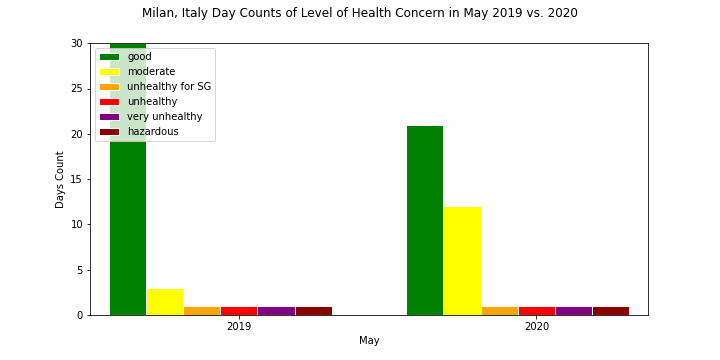 Milan, Italy Day Counts of Level of Health Concern in May 2019 vs. 2020
30
25
20
15
10
5
0
Days Count
good
moderate
unhealthy for SG
unhealthy
very unhealthy
hazardous
2019
2020
May